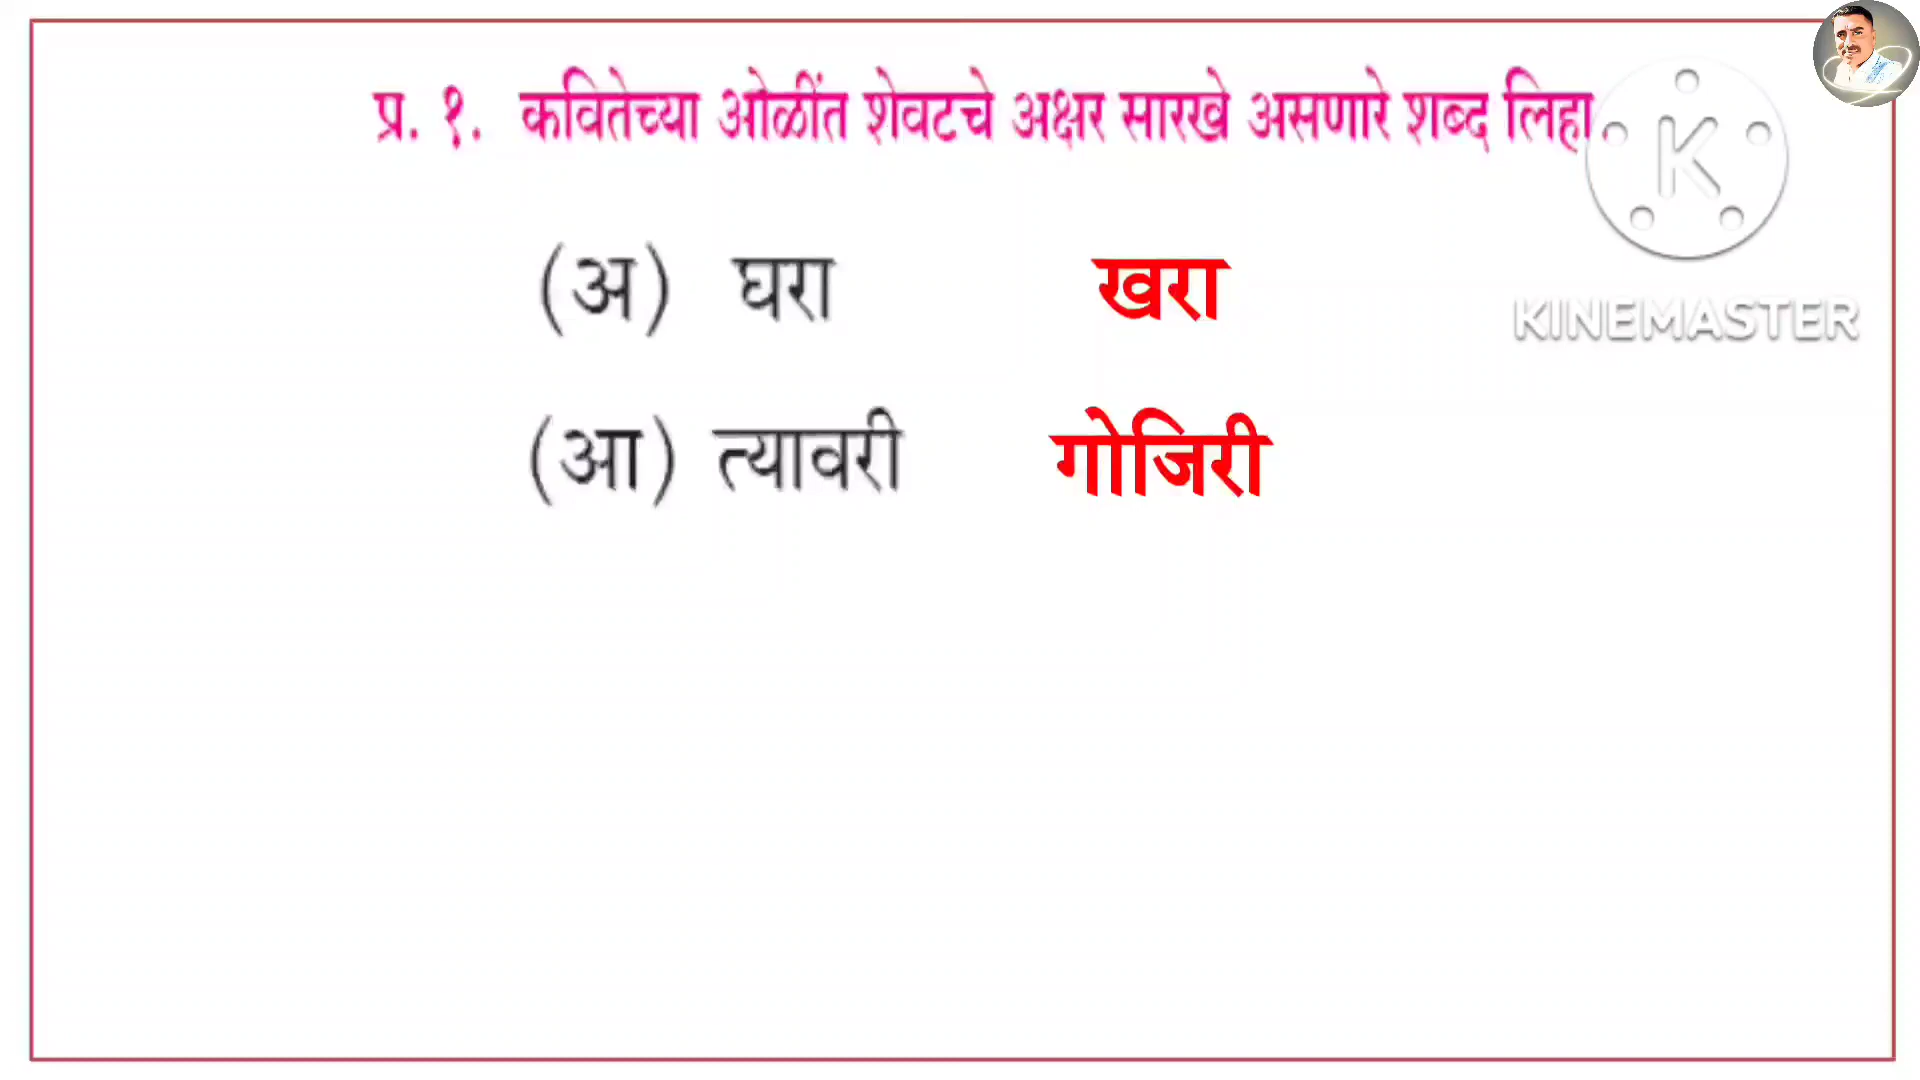 प्र. १. कवितेच्या ओळींत शेवटचे अक्षर सारखे असणारे शब्द लिहा.
(अ) घरा खरा
K
KINEMASTER
(आ) त्यावरी गोजिरी